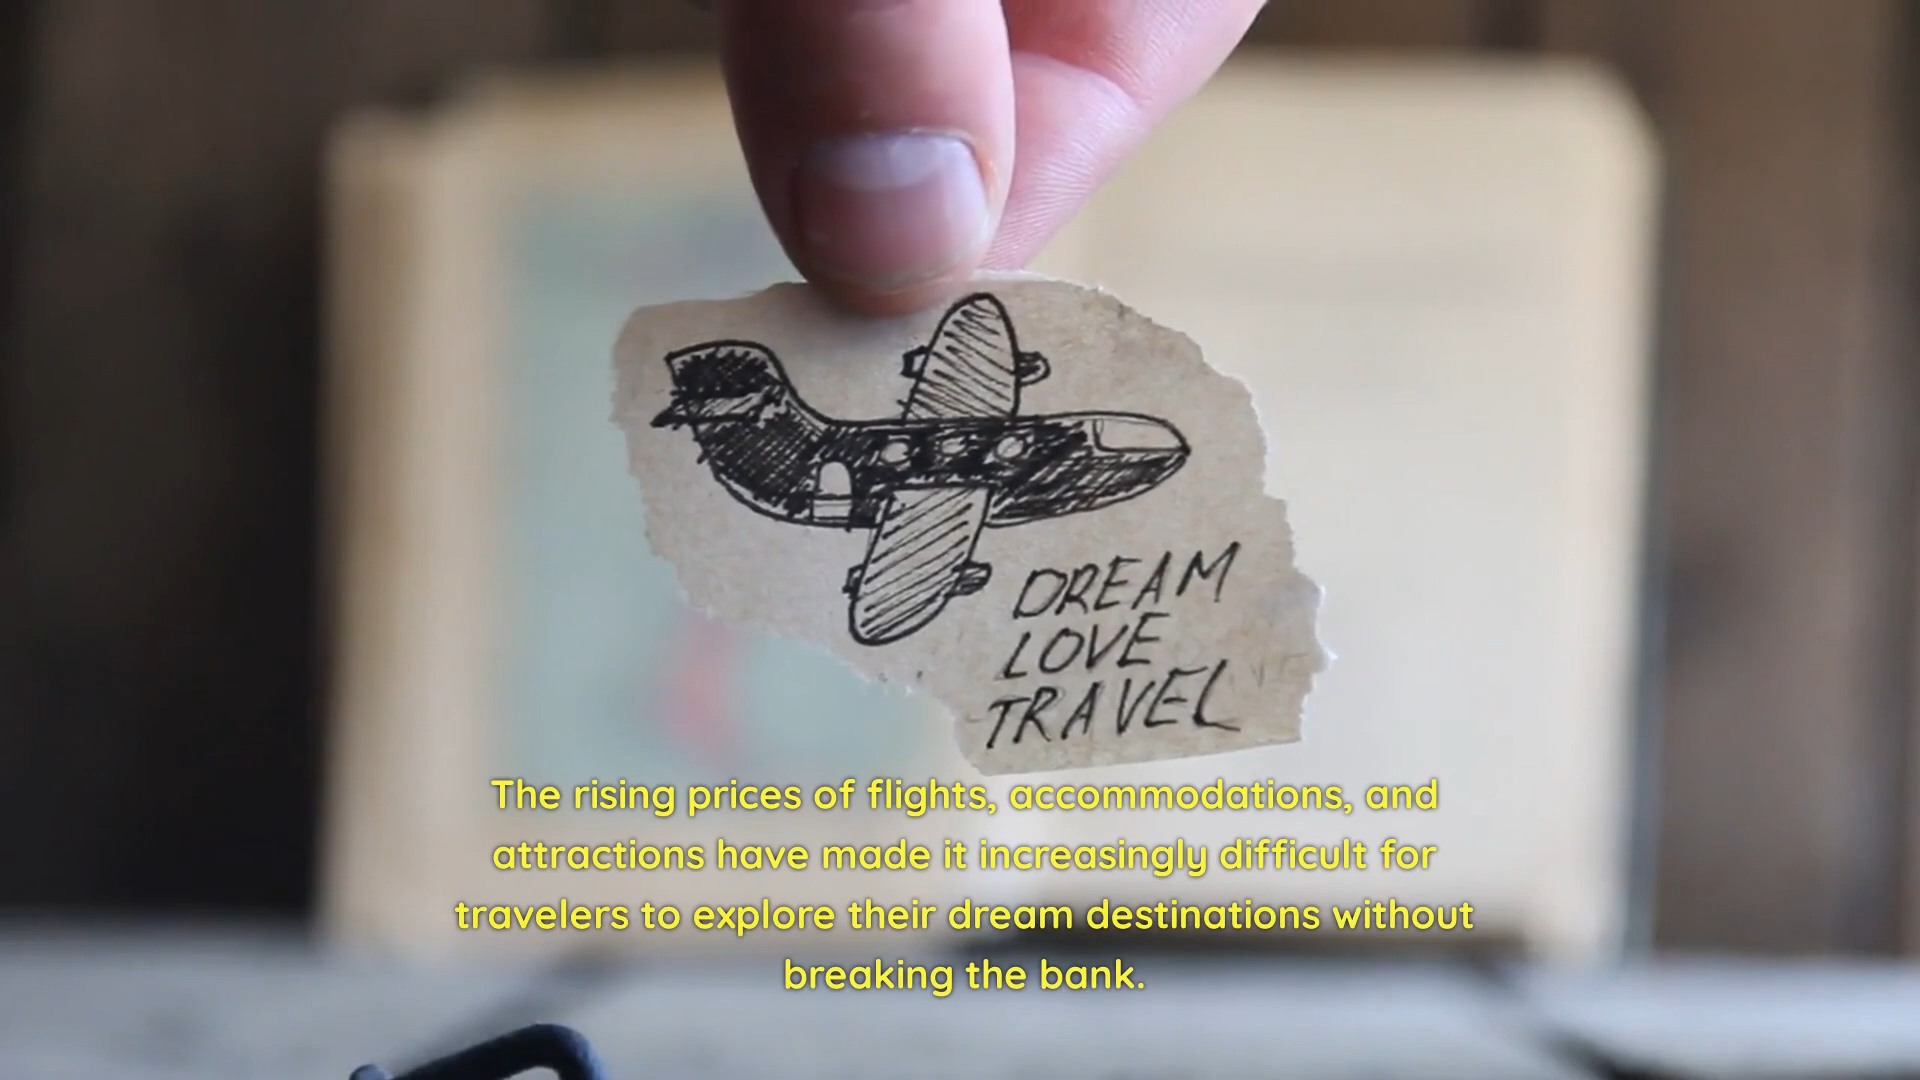 DREAM
LOVE
TRAVEL
The rising prices of flights, accommodations, and
attractions have made it increasingly difficult for
travelers to explore their dream destinations without
breaking the bank.